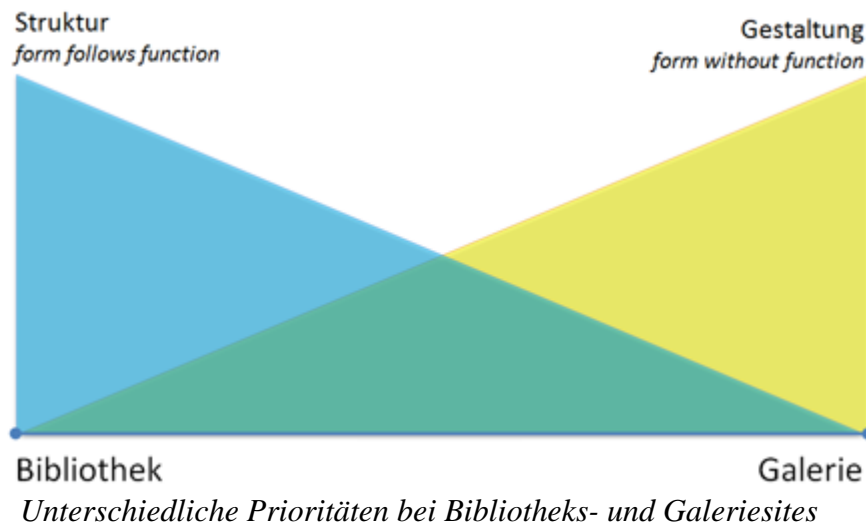 Struktur
form follows function
Gestaltung
form without function
Bibliothek
Galerie
Unterschiedliche Prioritäten bei Bibliotheks- und Galeriesites